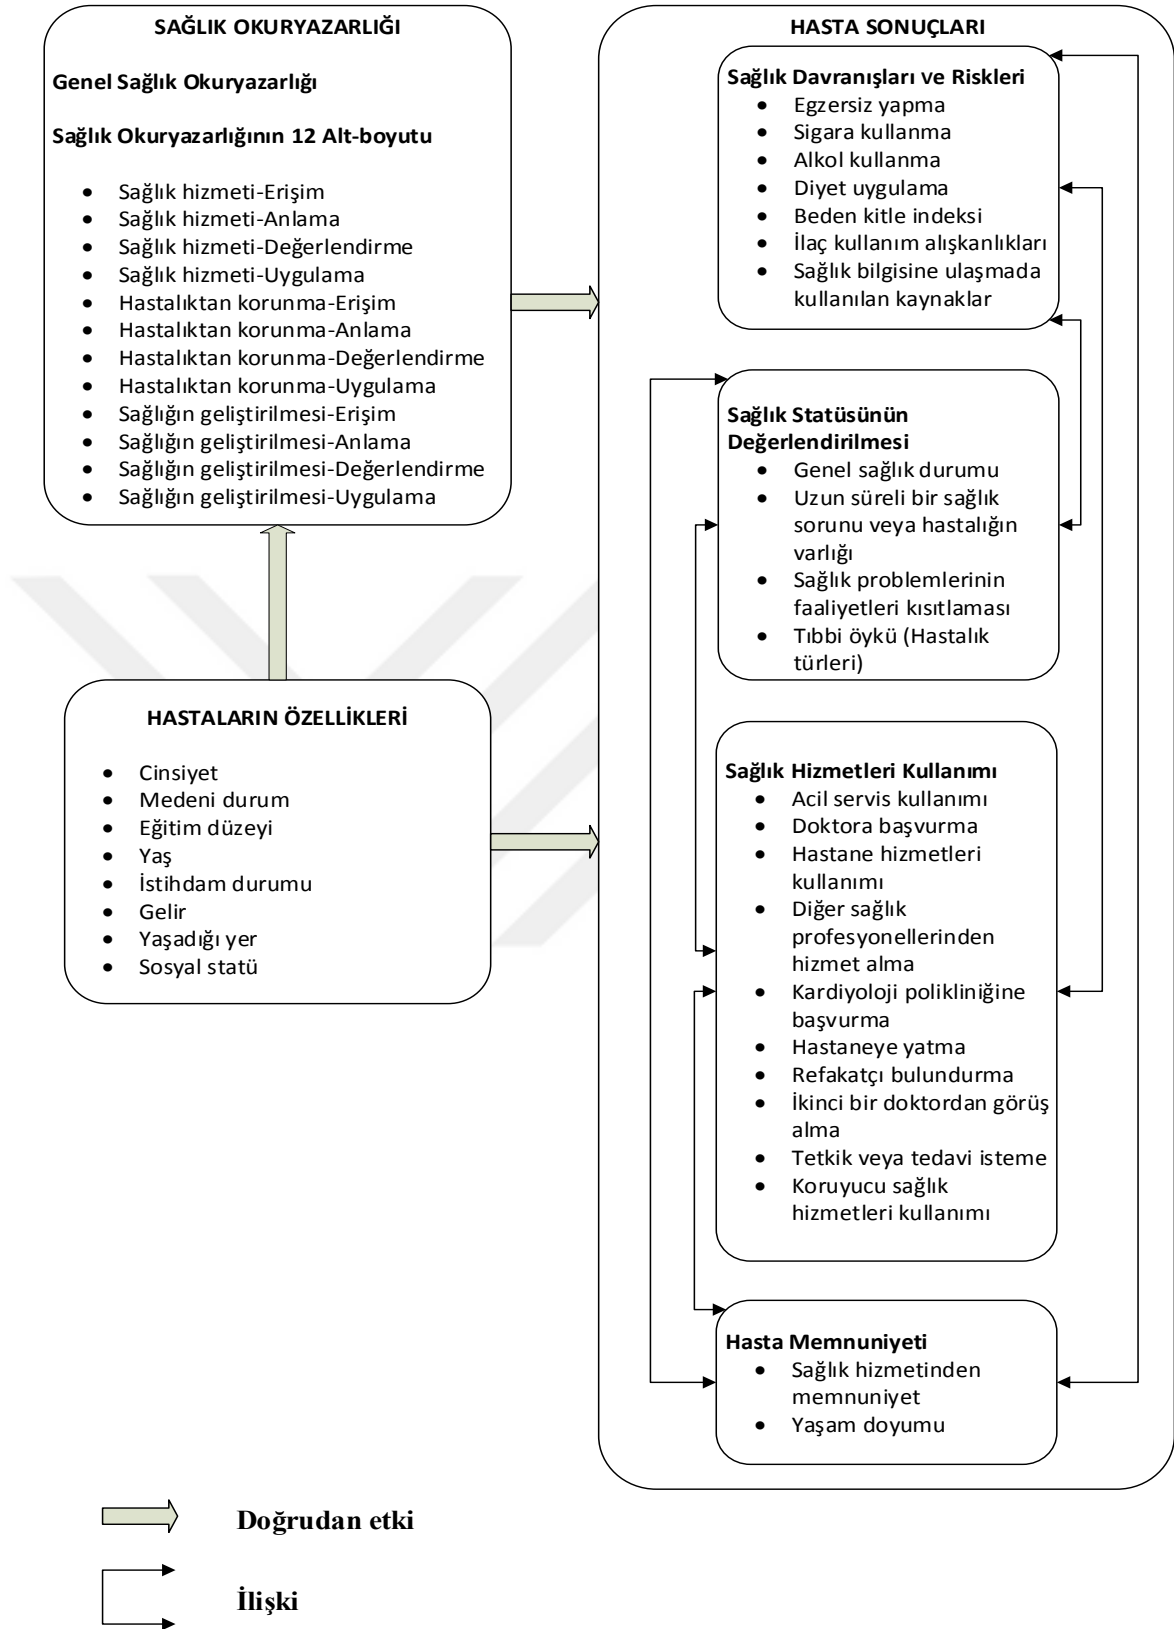 SAĞLIK OKURYAZARLIĞI
Genel Sağlık Okuryazarlığı
Sağlık Okuryazarlığının 12 Alt-boyutu
• Sağlık hizmeti-Erişim
• Sağlık hizmeti-Anlama
• Sağlık hizmeti-Değerlendirme
• Sağlık hizmeti-Uygulama
• Hastalıktan korunma-Erişim
• Hastalıktan korunma-Anlama
• Hastalıktan korunma-Değerlendirme
• Hastalıktan korunma-Uygulama
• Sağlığın geliştirilmesi-Erişim
• Sağlığın geliştirilmesi-Anlama
• Sağlığın geliştirilmesi-Değerlendirme
• Sağlığın geliştirilmesi-Uygulama
HASTALARIN ÖZELLİKLERİ
• Cinsiyet
• Medeni durum
• Eğitim düzeyi
• Yaş
• İstihdam durumu
• Gelir
• Yaşadığı yer
• Sosyal statü
HASTA SONUÇLARI
Sağlık Davranışları ve Riskleri
• Egzersiz yapma
• Sigara kullanma
• Alkol kullanma
• Diyet uygulama
• Beden kitle indeksi
• İlaç kullanım alışkanlıkları
• Sağlık bilgisine ulaşmada
kullanılan kaynaklar
Sağlık Statüsünün
Değerlendirilmesi
• Genel sağlık durumu
• Uzun süreli bir sağlık
sorunu veya hastalığın
varlığı
• Sağlık problemlerinin
faaliyetleri kısıtlaması
• Tıbbi öykü (Hastalık
türleri)
Sağlık Hizmetleri Kullanımı
• Acil servis kullanımı
• Doktora başvurma
• Hastane hizmetleri
kullanımı
• Diğer sağlık
profesyonellerinden
hizmet alma
• Kardiyoloji polikliniğine
başvurma
• Hastaneye yatma
• Refakatçı bulundurma
• İkinci bir doktordan görüş
alma
• Tetkik veya tedavi isteme
• Koruyucu sağlık
hizmetleri kullanımı
Hasta Memnuniyeti
• Sağlık hizmetinden
memnuniyet
• Yaşam doyumu
Doğrudan etki
İlişki